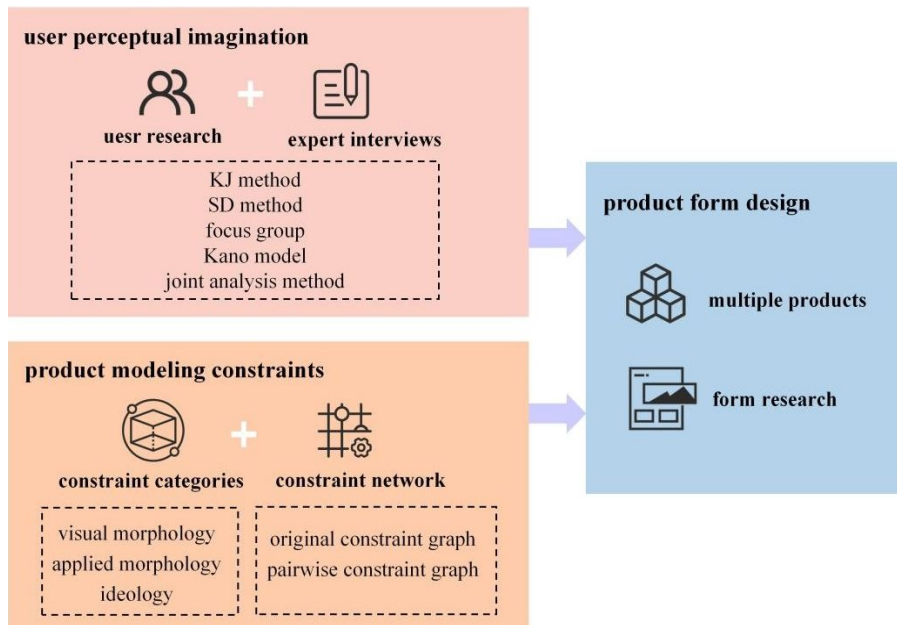 user perceptual imagination
uesr research
expert interviews
KJ method
SD method
focus group
Kano model
joint analysis method
product modeling constraints
constraint categories
constraint network
visual morphology
applied morphology
ideology
original constraint graph
pairwise constraint graph
product form design
multiple products
form research